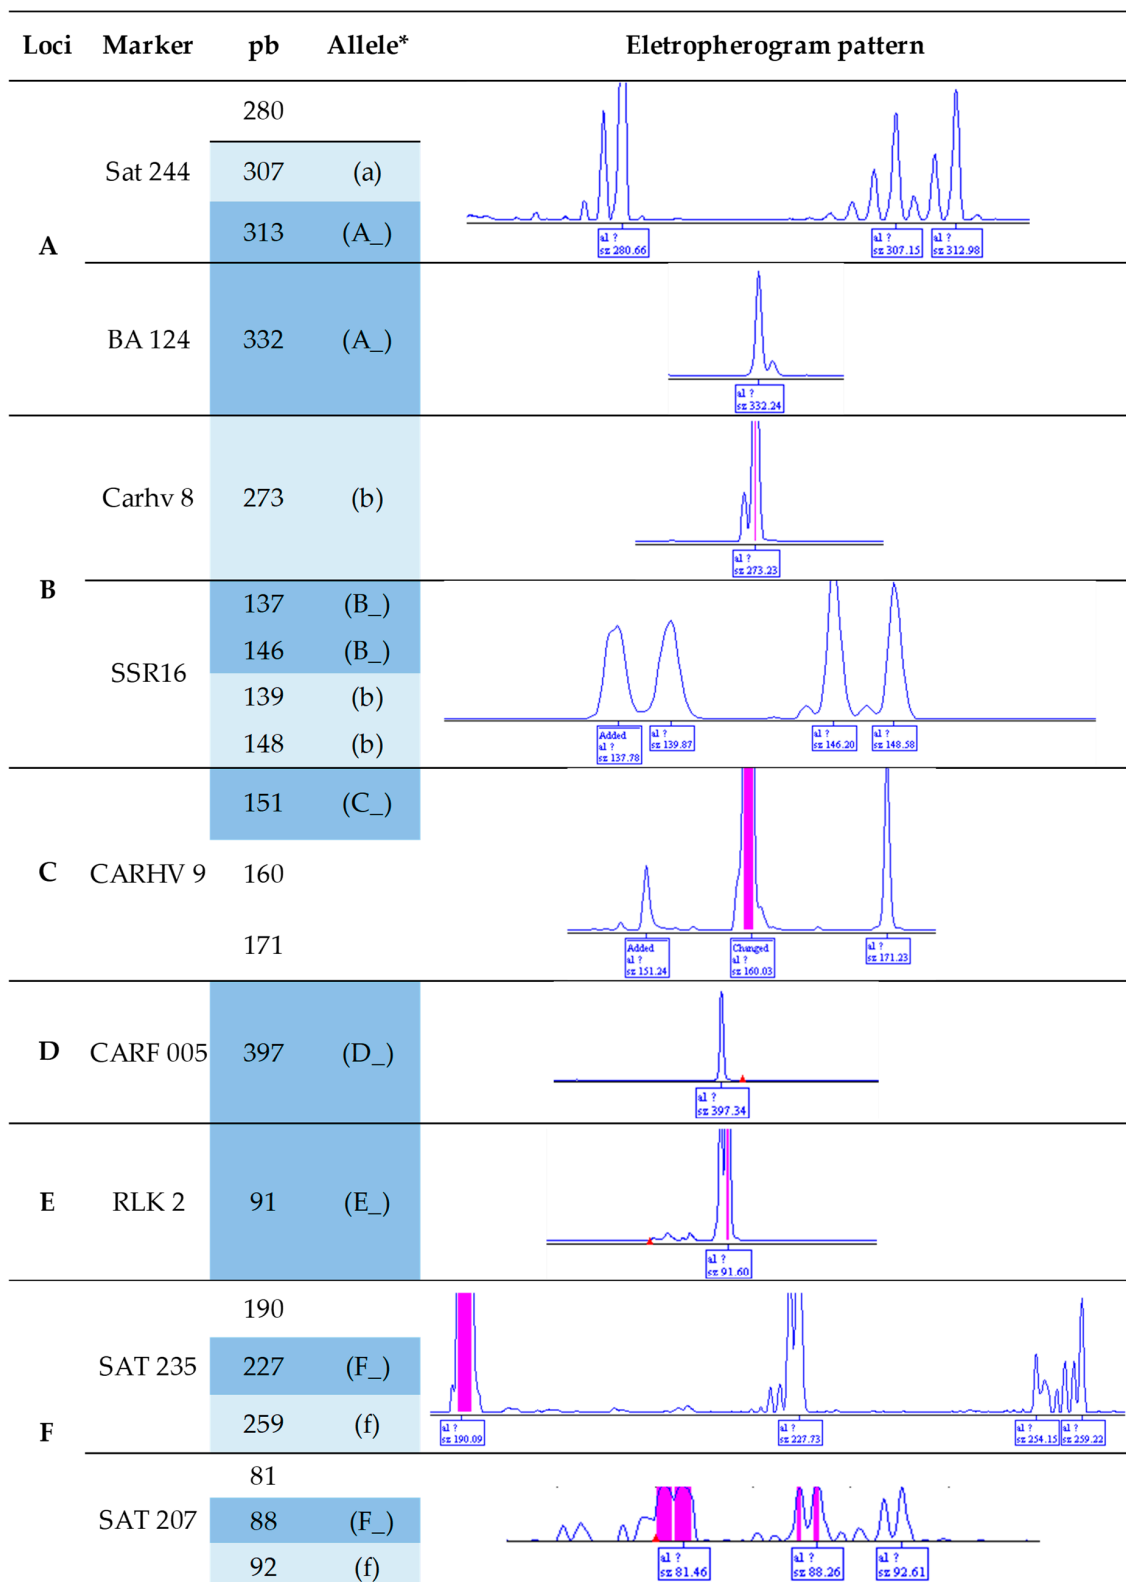 Loci Marker pb Allele* Eletropherogram pattern
280
Sat 244 307 (a)
313 (A_)
al ? al ? al ?
sz 280.66 sz 307.15 sz 312.98
A
BA 124 332 (A_)
al ?
sz 332.24
Carhv 8 273 (b)
al ?
sz 273.23
B
137 (B_)
146 (B_)
SSR16
139 (b)
148 (b)
Added al ? al ? al ?
al ? sz 139.87 sz 146.20 sz 148.58
sz 137.78
151 (C_)
C CARHV 9 160
171
Added Changed al ?
al ? al ? sz 171.23
sz 151.24 sz 160.03
D CARF 005 397 (D_)
al ?
sz 397.34
E RLK 2 91 (E_)
al ?
sz 91.60
190
SAT 235 227 (F_)
259 (f)
al ? al ? al ? al ?
sz 190.09 sz 227.73 sz 254.15 sz 259.22
F
81
SAT 207 88 (F_)
92 (f)
al ? al ? al ?
sz 81.46 sz 88.26 sz 92.61